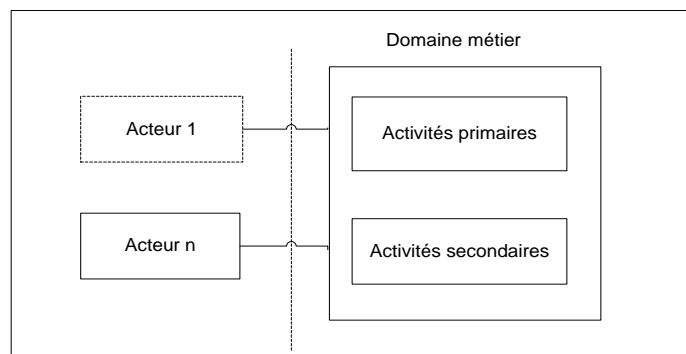 Domaine métier
Acteur 1
Activités primaires
Acteur n
Activités secondaires